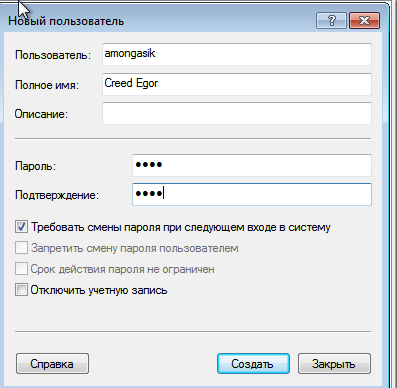 Новый пользователь
Пользователь: amongasik
Полное имя: Creed Egor
Описание:
Пароль: ●●●●
Подтверждение: ●●●●
Требовать смены пароля при следующем входе в систему
Запретить смену пароля пользователем
Срок действия пароля не ограничен
Отключить учетную запись
Справка Создать Закрыть